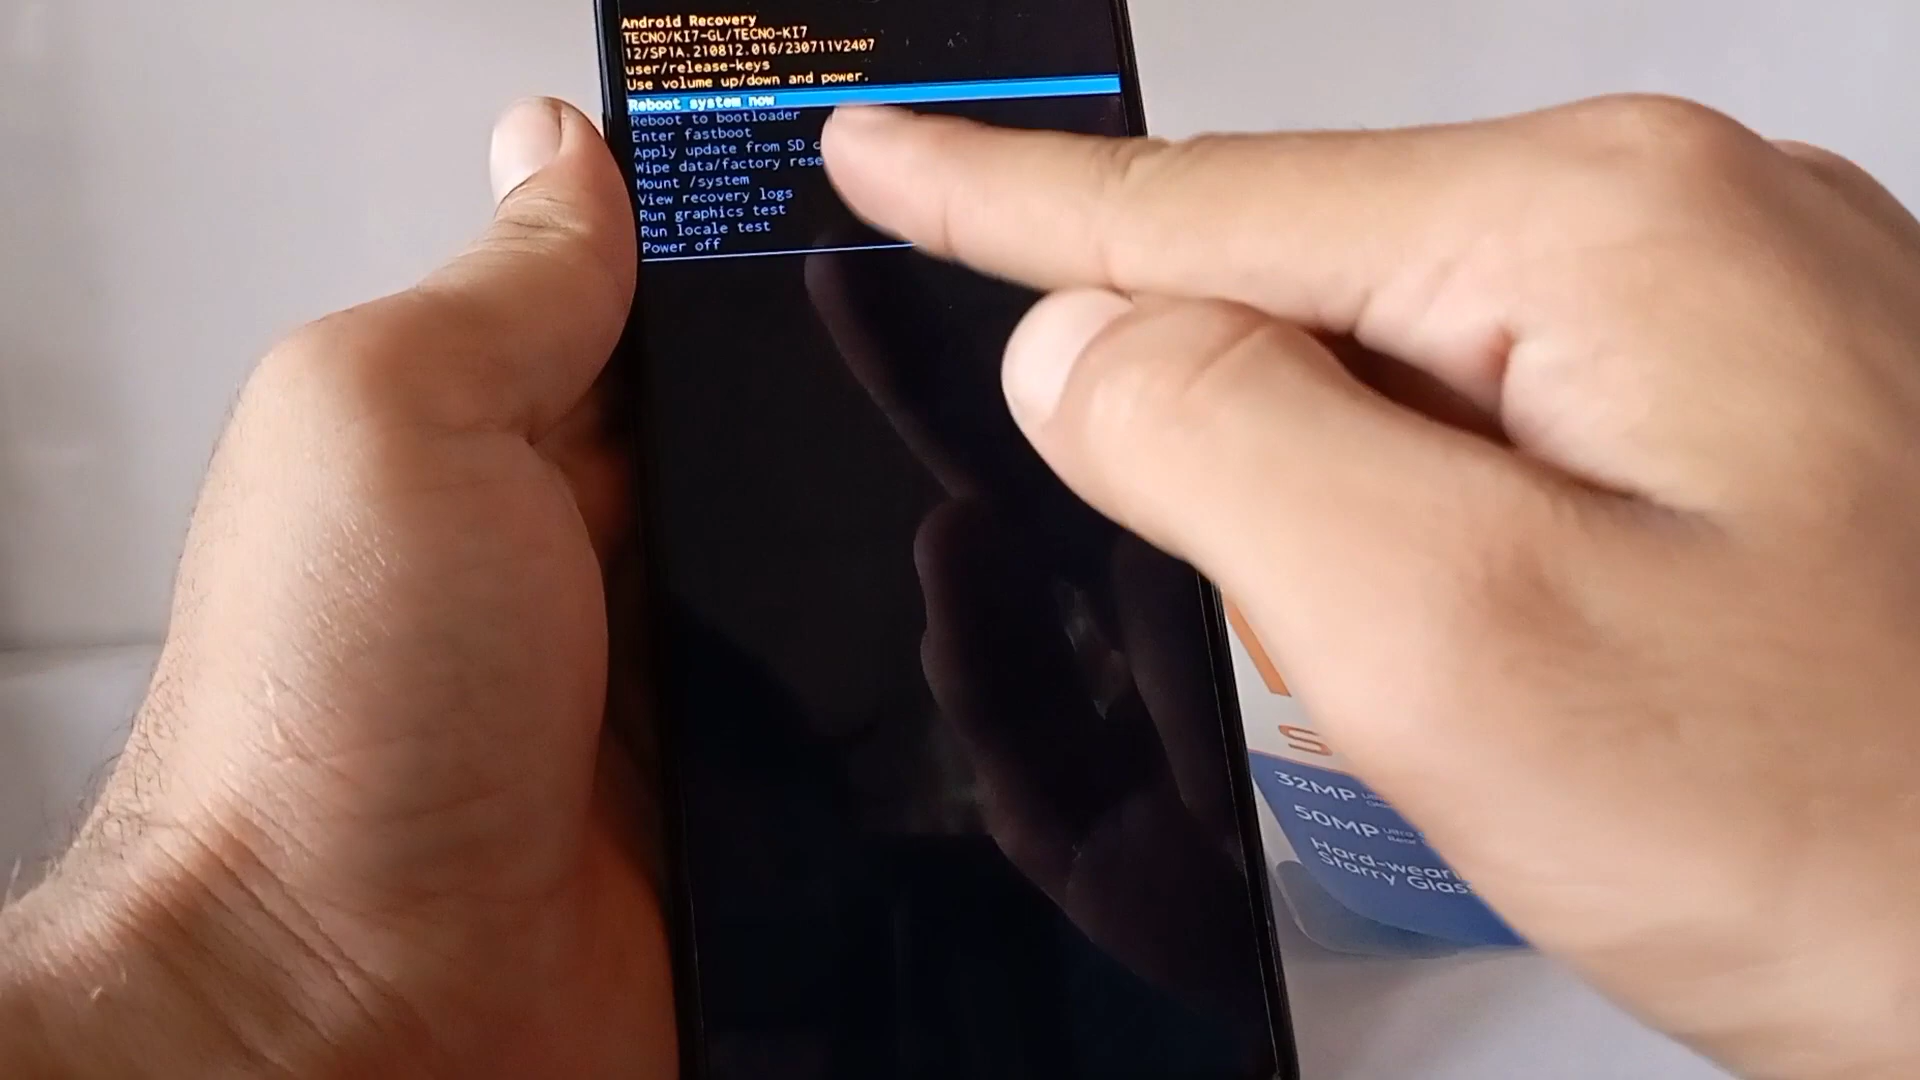 Android Recovery
TECNO/KI7-GL/TECNO-KI7
12/SP1A.210812.016/230711V2407
user/release-keys
Use volume up/down and power.
Reboot system now
Reboot to bootloader
Enter fastboot
Apply update from SD c
Wipe data/factory rese
Mount /system
View recovery logs
Run graphics test
Run locale test
Power off
S
32MP
50MP
Hard-weari
Starry Glas